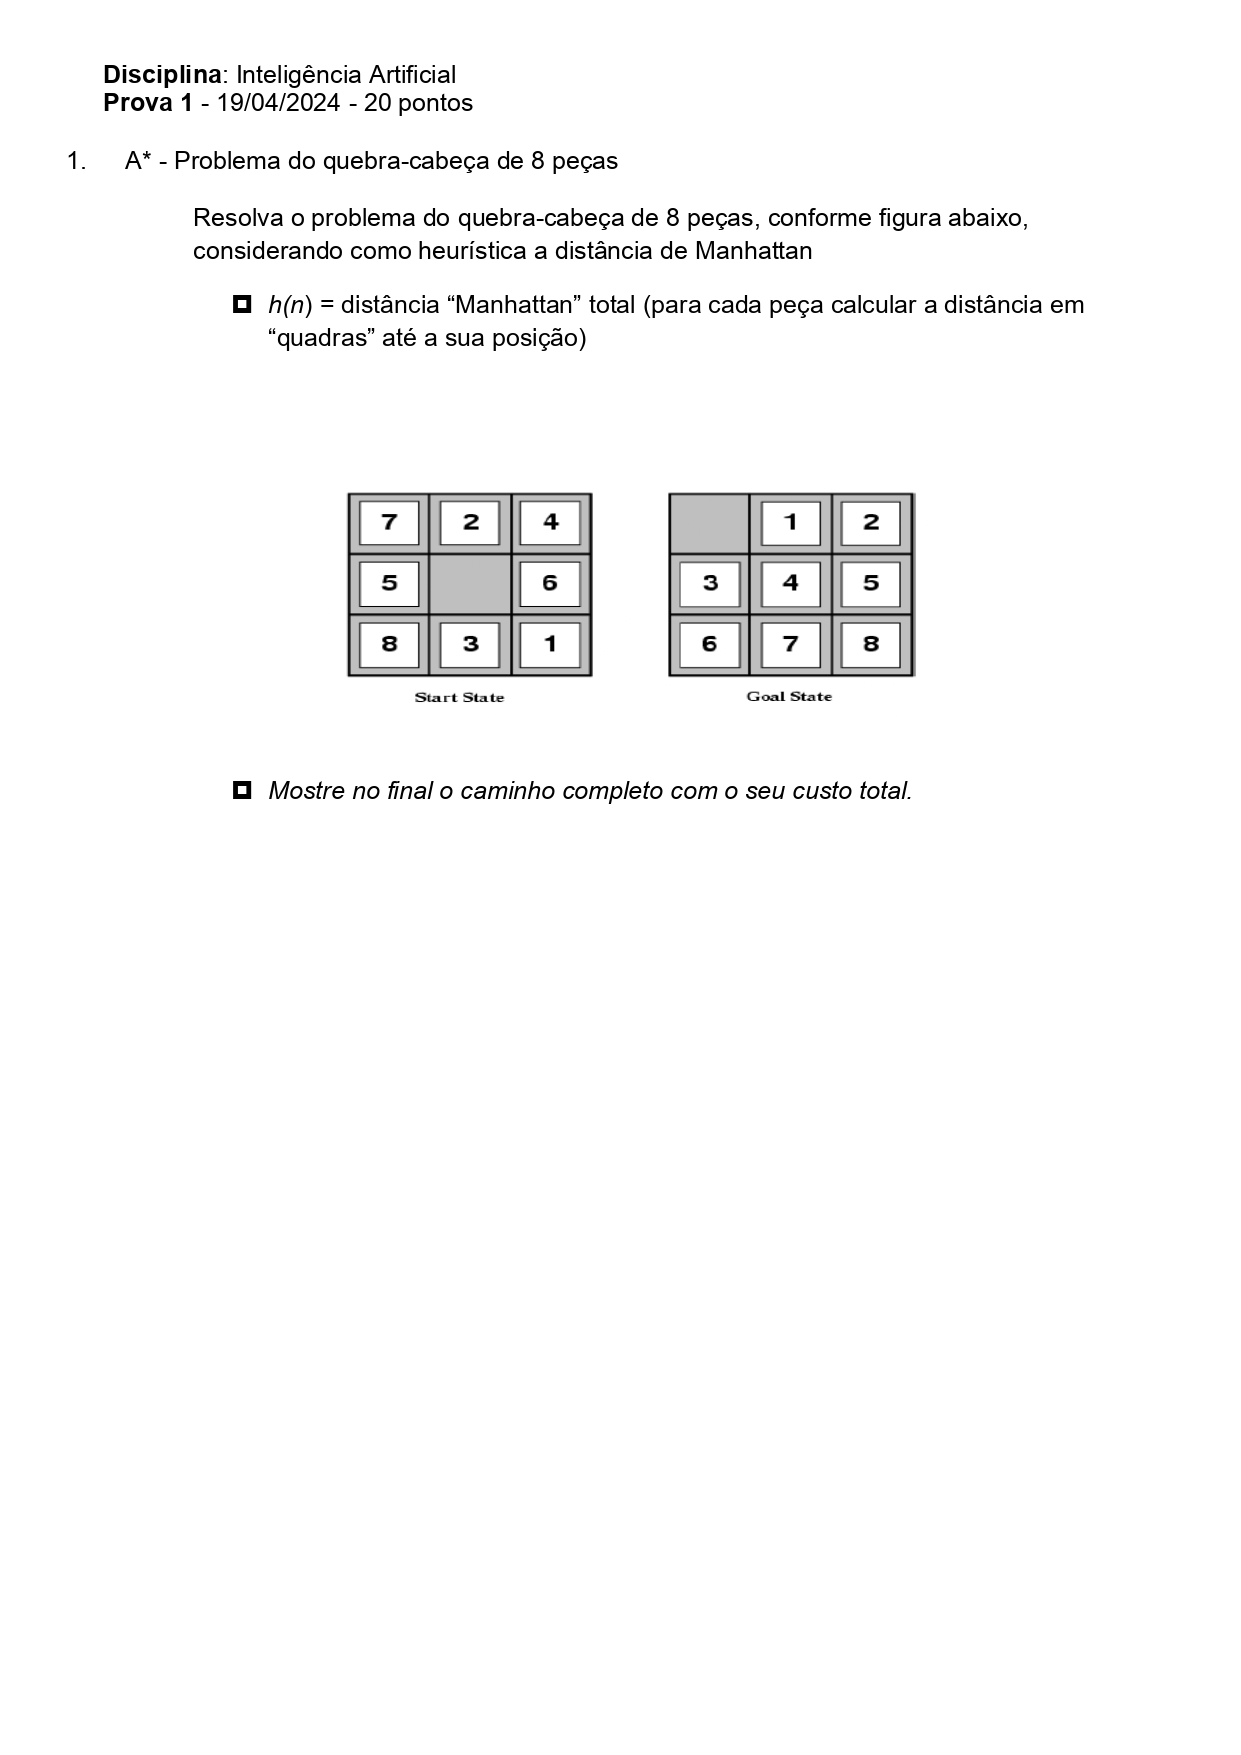 Disciplina: Inteligência Artificial
Prova 1 - 19/04/2024 - 20 pontos
1. A* - Problema do quebra-cabeça de 8 peças
Resolva o problema do quebra-cabeça de 8 peças, conforme figura abaixo,
considerando como heurística a distância de Manhattan
h(n) = distância “Manhattan” total (para cada peça calcular a distância em
“quadras” até a sua posição)
7 2 4
5 6
8 3 1
Start State
1 2
3 4 5
6 7 8
Goal State
Mostre no final o caminho completo com o seu custo total.